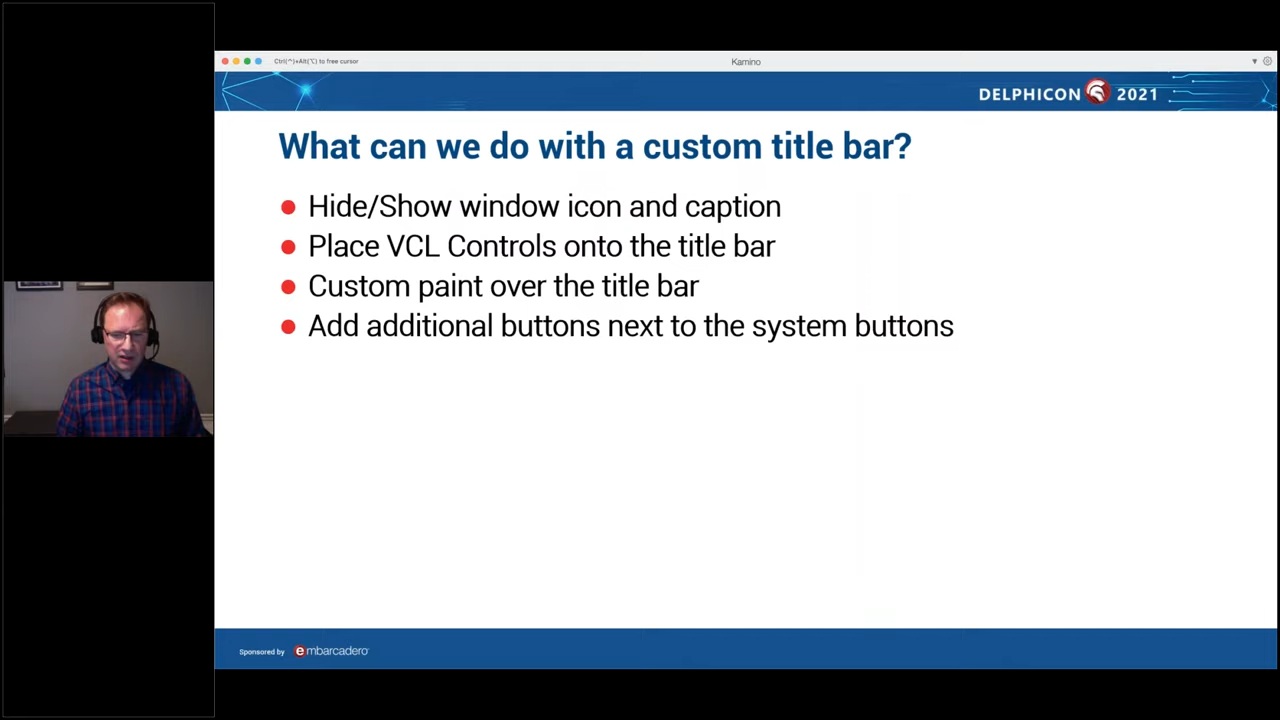 Ctrl(^)+Alt(⌥) to free cursor
Kamino
DELPHICON 2021
What can we do with a custom title bar?
Hide/Show window icon and caption
Place VCL Controls onto the title bar
Custom paint over the title bar
Add additional buttons next to the system buttons
Sponsored by embarcadero